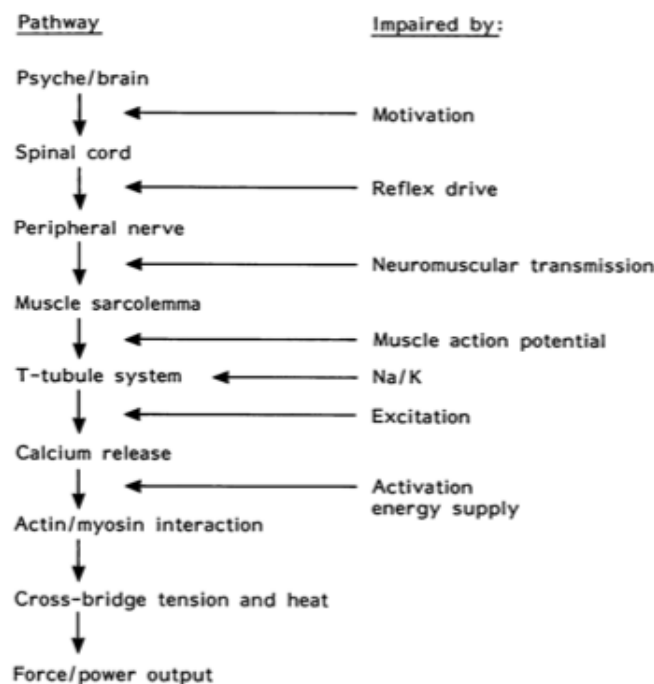 Pathway
Impaired by:
Psyche/brain
Motivation
Spinal cord
Reflex drive
Peripheral nerve
Neuromuscular transmission
Muscle sarcolemma
Muscle action potential
T-tubule system
Na/K
Excitation
Calcium release
Activation
energy supply
Actin/myosin interaction
Cross-bridge tension and heat
Force/power output